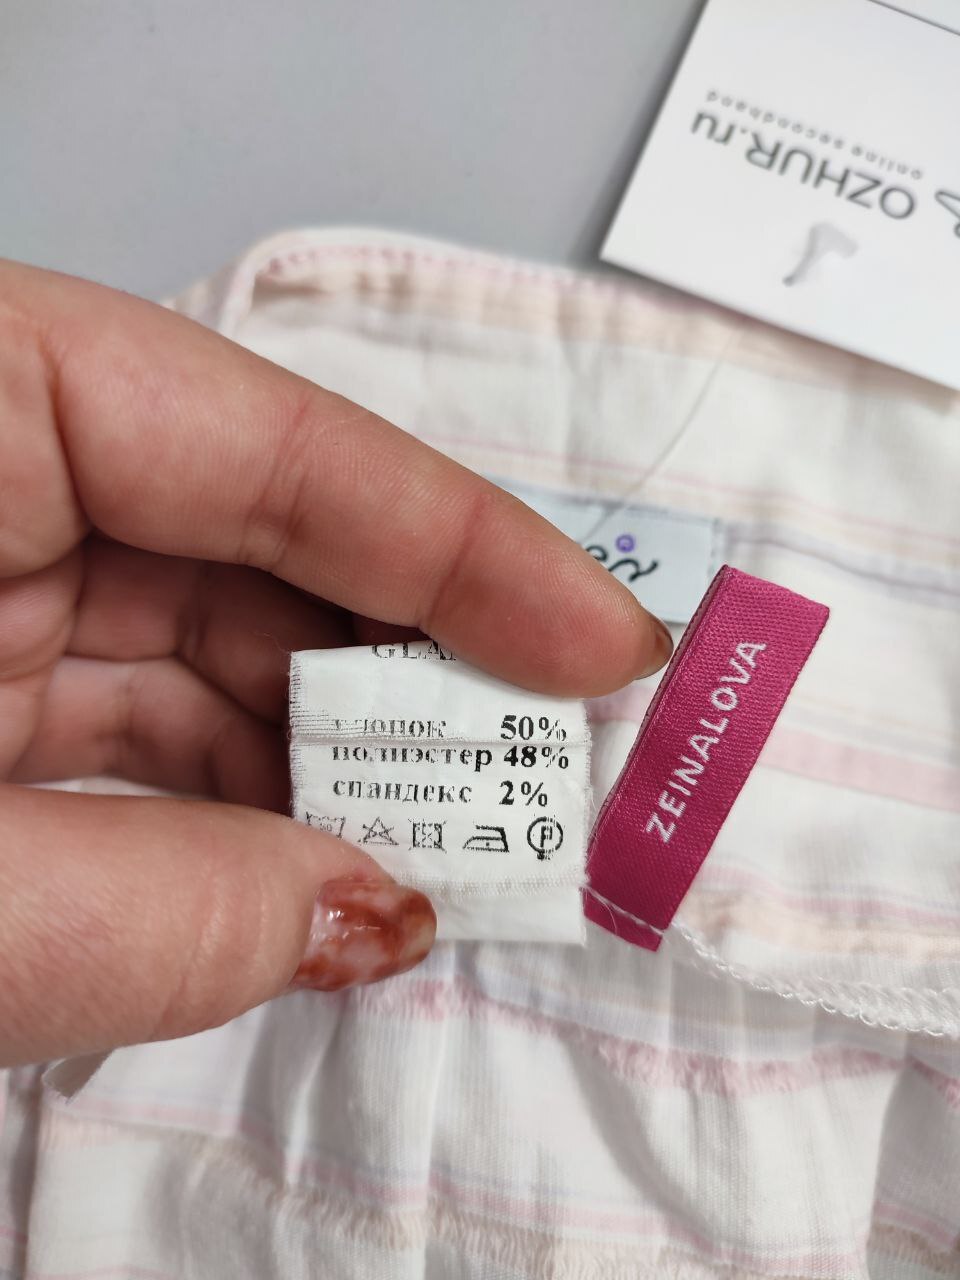 OZHUR.ru
online secondhand
хлопок 50%
полиэстер 48%
спандекс 2%
P
ZEINALOVA